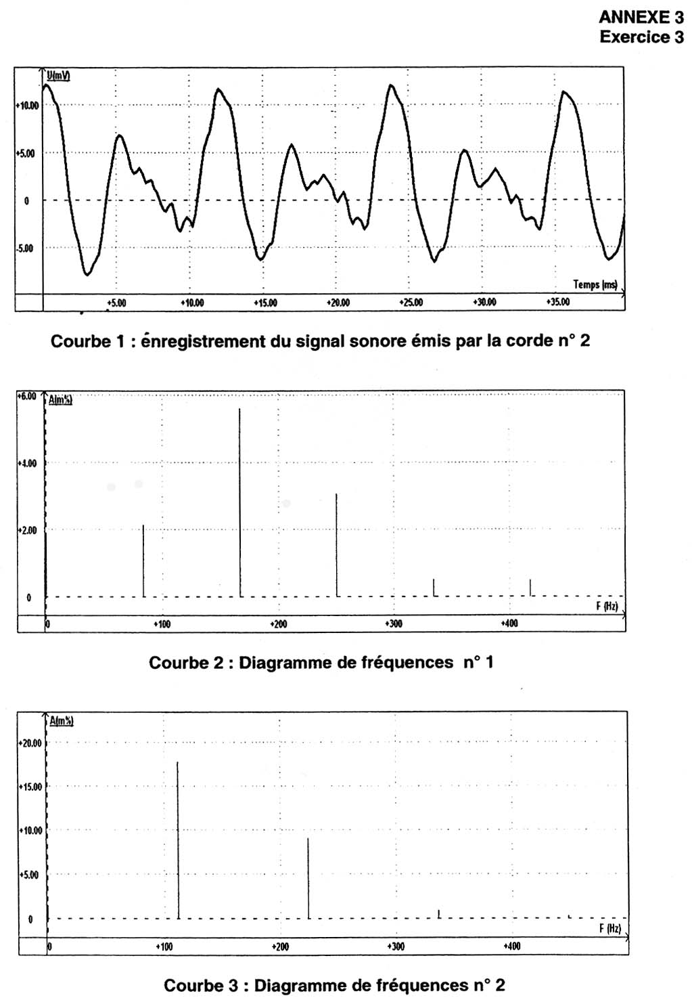 ANNEXE 3
Exercice 3
U(mV)
+10.00
+5.00
0
-5.00
Temps (ms)
+5.00 +10.00 +15.00 +20.00 +25.00 +30.00 +35.00
Courbe 1 : énregistrement du signal sonore émis par la corde n° 2
+6.00
A(m%)
+4.00
+2.00
0
F (Hz)
0 +100 +200 +300 +400
Courbe 2 : Diagramme de fréquences n° 1
A(m%)
+20.00
+15.00
+10.00
+5.00
0
F (Hz)
0 +100 +200 +300 +400
Courbe 3 : Diagramme de fréquences n° 2